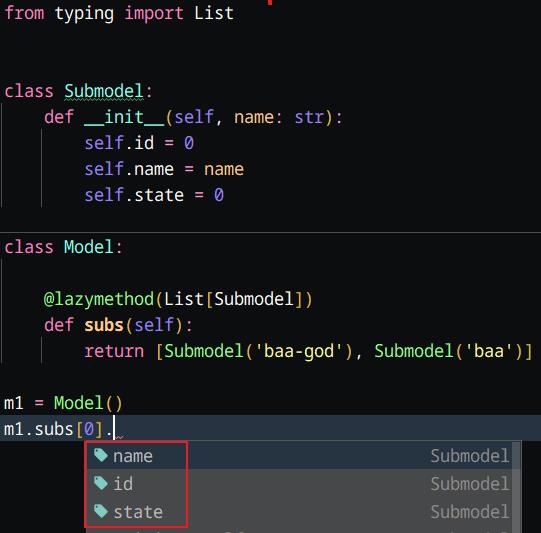 from typing import List
class Submodel:
def __init__(self, name: str):
self.id = 0
self.name = name
self.state = 0
class Model:
@lazymethod(List[Submodel])
def subs(self):
return [Submodel('baa-god'), Submodel('baa')]
m1 = Model()
m1.subs[0].
name Submodel
id Submodel
state Submodel